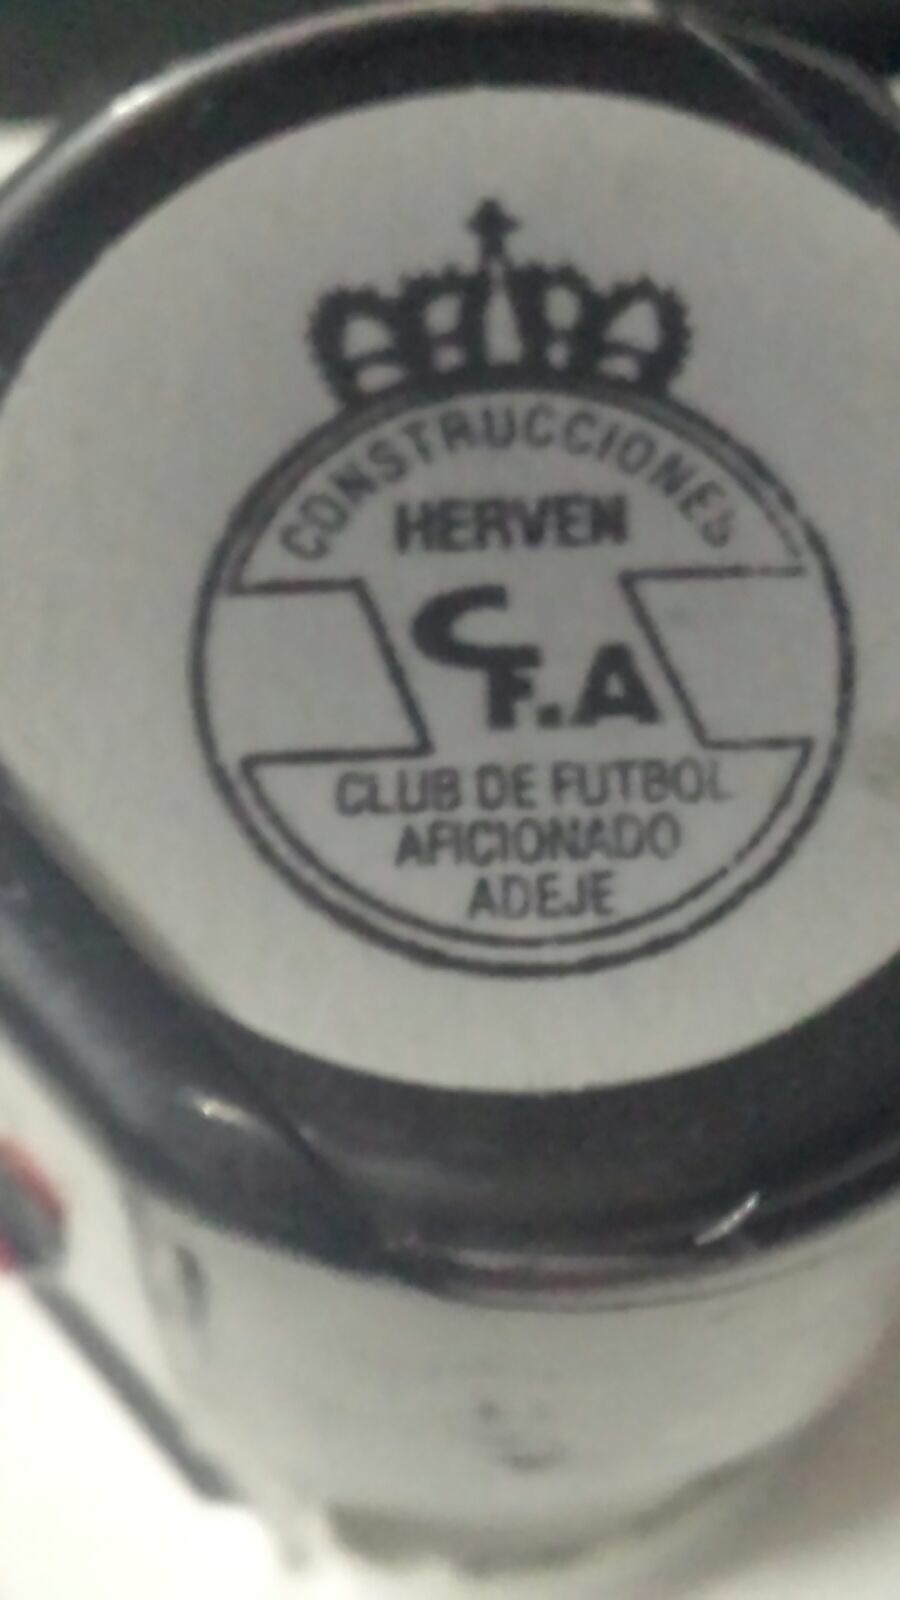 CONSTRUCCIONES
HERVEN
C
F.A
CLUB DE FUTBOL
AFICIONADO
ADEJE